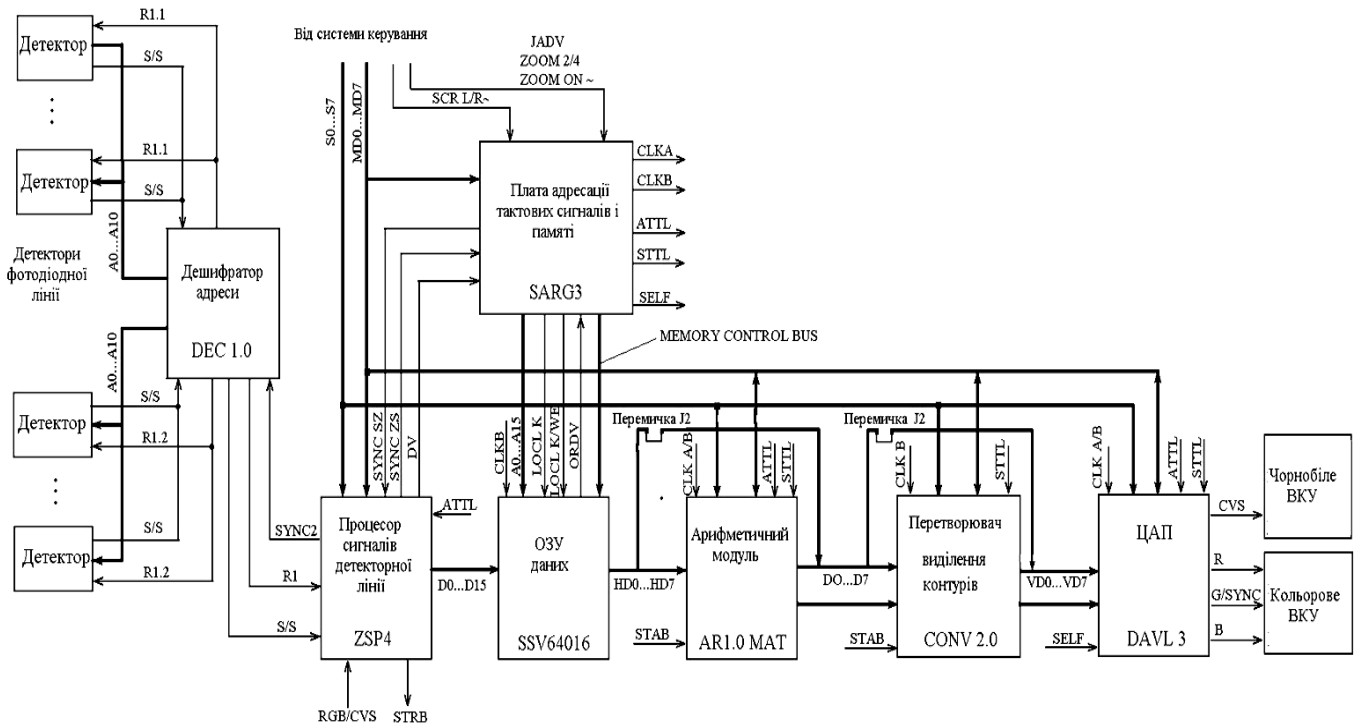 R1.1
Детектор
S/S
R1.1
Детектор
S/S
A0...A10
Детектори
фотодіодної
лінії
Дешифратор
адреси
DEC 1.0
A0...A10
S/S
Детектор
R1.2
S/S
Детектор
R1.2
SYNC2
R1
S/S
Від системи керування
S0...S7
MD0...MD7
SCR L/R~
JADV
ZOOM 2/4
ZOOM ON ~
Плата адресації
тактових сигналів і
памяті
SARG3
CLKA
CLKB
ATTL
STTL
SELF
MEMORY CONTROL BUS
SYNC SZ
SYNC ZS
DV
CLKB
A0...A15
LOCL K
LOCL K/WE
ORDV
ATTL
Процесор
сигналів
детекторної
лінії
ZSP4
RGB/CVS
STRB
D0...D15
ОЗУ
даних
SSV64016
Перемичка J2
HD0...HD7
CLK A/B
ATTL
STTL
STAB
Арифметичний
модуль
AR1.0 MAT
Перемичка J2
DO...D7
CLK B
STTL
STAB
Перетворювач
виділення
контурів
CONV 2.0
VD0...VD7
CLK A/B
ATTL
STTL
SELF
ЦАП
DAVL 3
CVS
R
G/SYNC
B
Чорнобіле
ВКУ
Кольорове
ВКУ